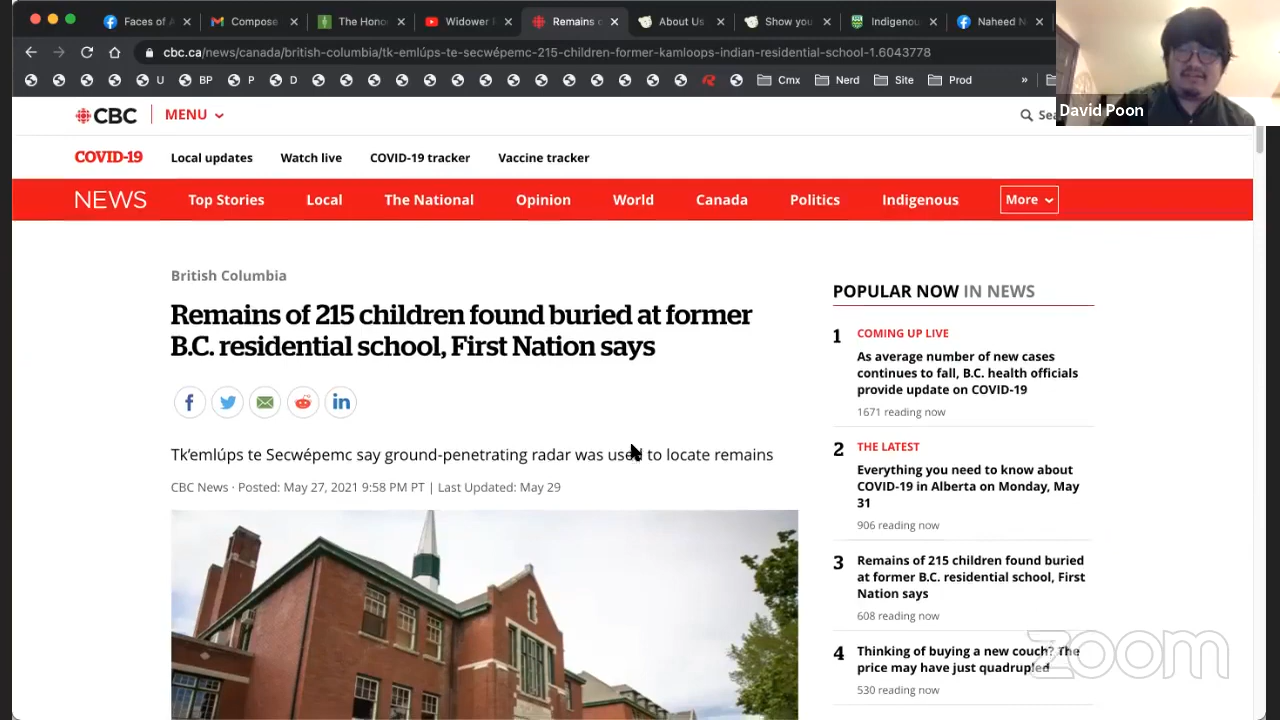 Faces of A
Compose
The Hono
Widower
Remains o
About Us
Show you
Indigenou
Naheed N
cbc.ca/news/canada/british-columbia/tk-emlúps-te-secwépemc-215-children-former-kamloops-indian-residential-school-1.6043778
U
BP
P
D
Cmx
Nerd
Site
Prod
»
David Poon
CBC
MENU
Sea
COVID-19
Local updates
Watch live
COVID-19 tracker
Vaccine tracker
NEWS
Top Stories
Local
The National
Opinion
World
Canada
Politics
Indigenous
More
British Columbia
Remains of 215 children found buried at former
B.C. residential school, First Nation says
Tk'emlúps te Secwépemc say ground-penetrating radar was used to locate remains
CBC News · Posted: May 27, 2021 9:58 PM PT | Last Updated: May 29
POPULAR NOW IN NEWS
1 COMING UP LIVE
As average number of new cases
continues to fall, B.C. health officials
provide update on COVID-19
1671 reading now
2 THE LATEST
Everything you need to know about
COVID-19 in Alberta on Monday, May
31
906 reading now
3 Remains of 215 children found buried
at former B.C. residential school, First
Nation says
608 reading now
4 Thinking of buying a new couch? The
price may have just quadrupled
530 reading now
zoom